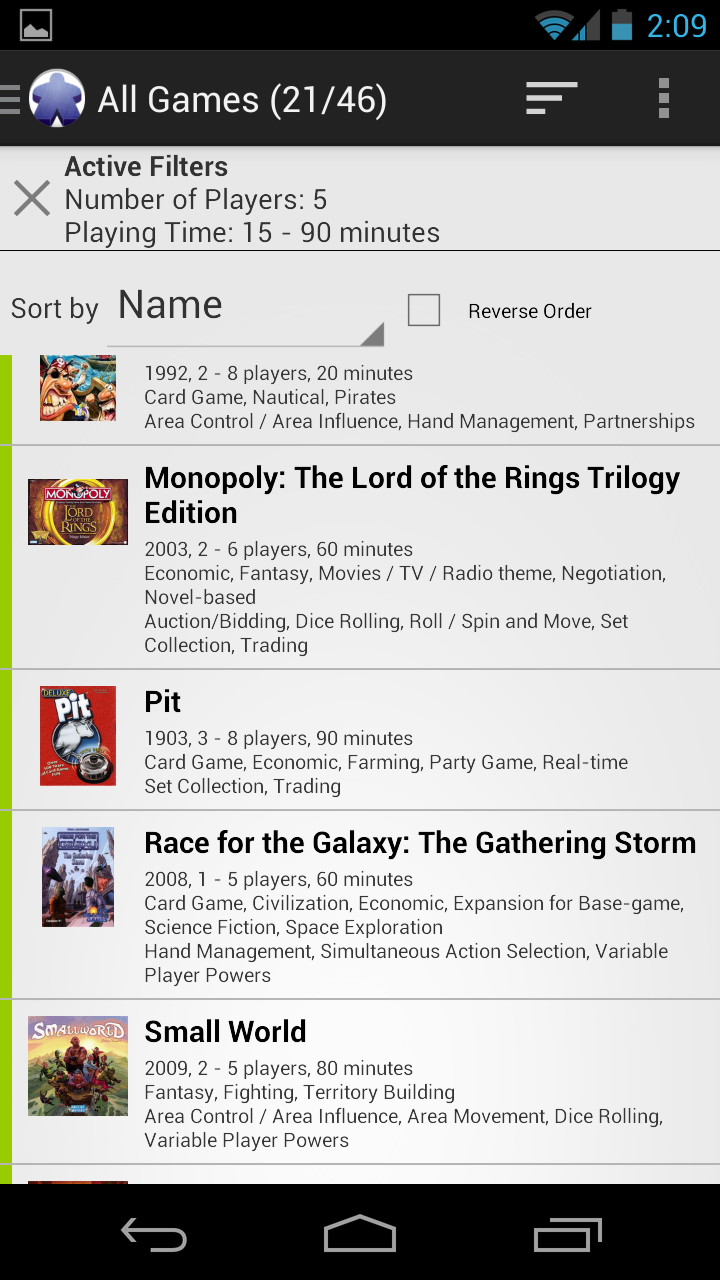 2:09
All Games (21/46)
Active Filters
Number of Players: 5
Playing Time: 15 - 90 minutes
Sort by Name Reverse Order
1992, 2 - 8 players, 20 minutes
Card Game, Nautical, Pirates
Area Control / Area Influence, Hand Management, Partnerships
MONOPOLY
THE LORD OF THE RINGS
Monopoly: The Lord of the Rings Trilogy
Edition
2003, 2 - 6 players, 60 minutes
Economic, Fantasy, Movies / TV / Radio theme, Negotiation,
Novel-based
Auction/Bidding, Dice Rolling, Roll / Spin and Move, Set
Collection, Trading
DELUXE
Pit
Pit
1903, 3 - 8 players, 90 minutes
Card Game, Economic, Farming, Party Game, Real-time
Set Collection, Trading
Race for the Galaxy: The Gathering Storm
2008, 1 - 5 players, 60 minutes
Card Game, Civilization, Economic, Expansion for Base-game,
Science Fiction, Space Exploration
Hand Management, Simultaneous Action Selection, Variable
Player Powers
SMALLWORLD
Small World
2009, 2 - 5 players, 80 minutes
Fantasy, Fighting, Territory Building
Area Control / Area Influence, Area Movement, Dice Rolling,
Variable Player Powers